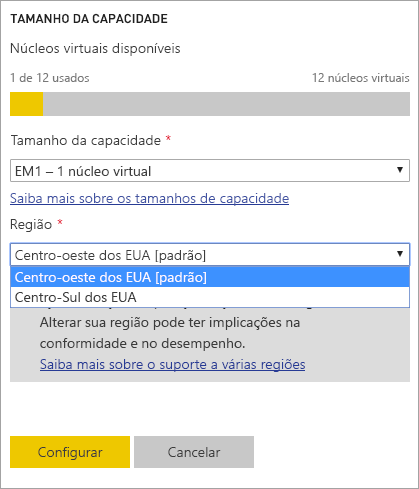 TAMANHO DA CAPACIDADE
Núcleos virtuais disponíveis
1 de 12 usados 12 núcleos virtuais
Tamanho da capacidade *
EM1 – 1 núcleo virtual
Saiba mais sobre os tamanhos de capacidade
Região *
Centro-oeste dos EUA [padrão]
Centro-oeste dos EUA [padrão]
Centro-Sul dos EUA
Alterar sua região pode ter implicações na
conformidade e no desempenho.
Saiba mais sobre o suporte a várias regiões
Configurar Cancelar